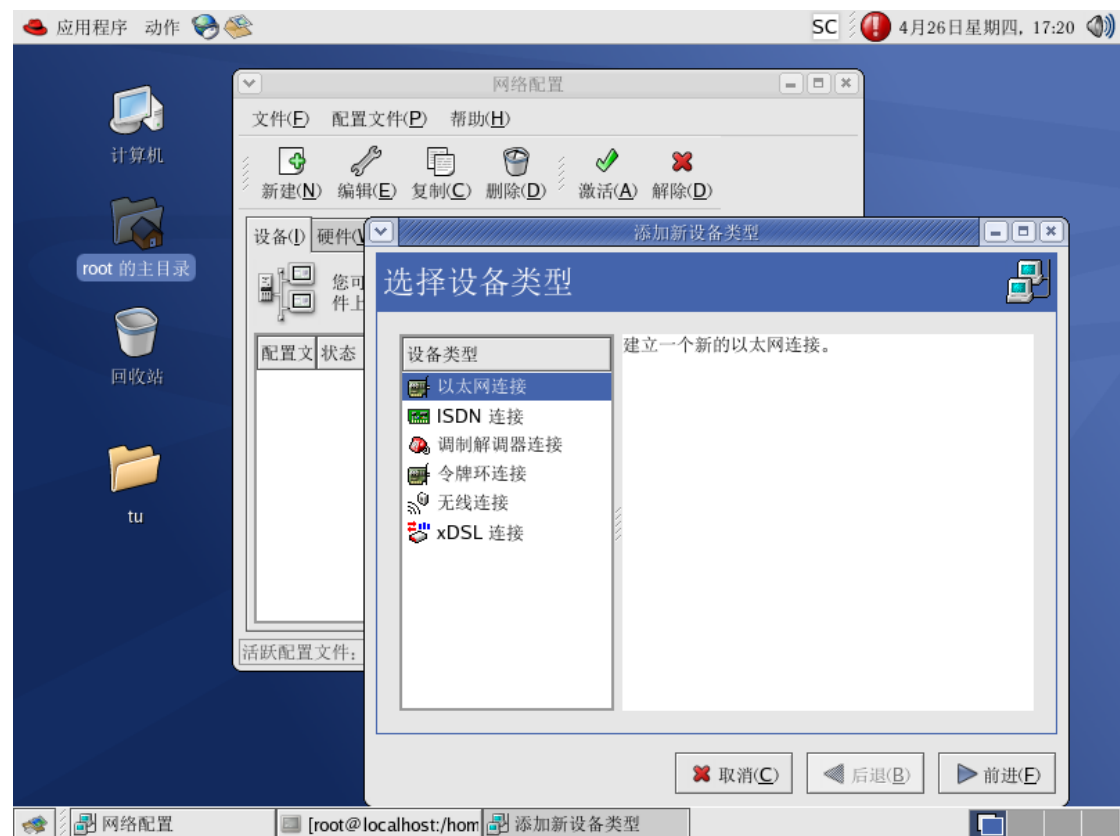 应用程序 动作 SC 4月26日星期四, 17:20
计算机
root 的主目录
回收站
tu
网络配置
文件(F) 配置文件(P) 帮助(H)
新建(N) 编辑(E) 复制(C) 删除(D) 激活(A) 解除(D)
设备(I) 硬件(
您可
件上
配置文 状态
活跃配置文件:
添加新设备类型
选择设备类型
设备类型
以太网连接
ISDN 连接
调制解调器连接
令牌环连接
无线连接
xDSL 连接
建立一个新的以太网连接。
取消(C) 后退(B) 前进(F)
网络配置 [root@localhost:/hom 添加新设备类型